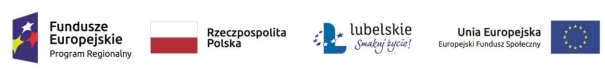 Fundusze
Europejskie
Program Regionalny
Rzeczpospolita
Polska
lubelskie
Smakuj życie!
Unia Europejska
Europejski Fundusz Społeczny